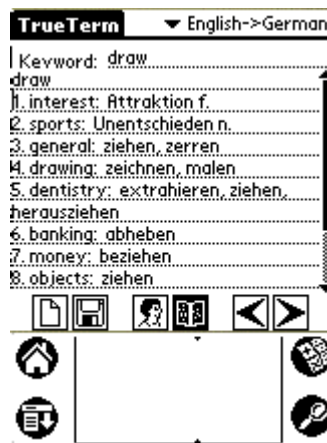 TrueTerm English->German
Keyword: draw
draw
1. interest: Attraktion f.
2. sports: Unentschieden n.
3. general: ziehen, zerren
4. drawing: zeichnen, malen
5. dentistry: extrahieren, ziehen,
herausziehen
6. banking: abheben
7. money: beziehen
8. objects: ziehen